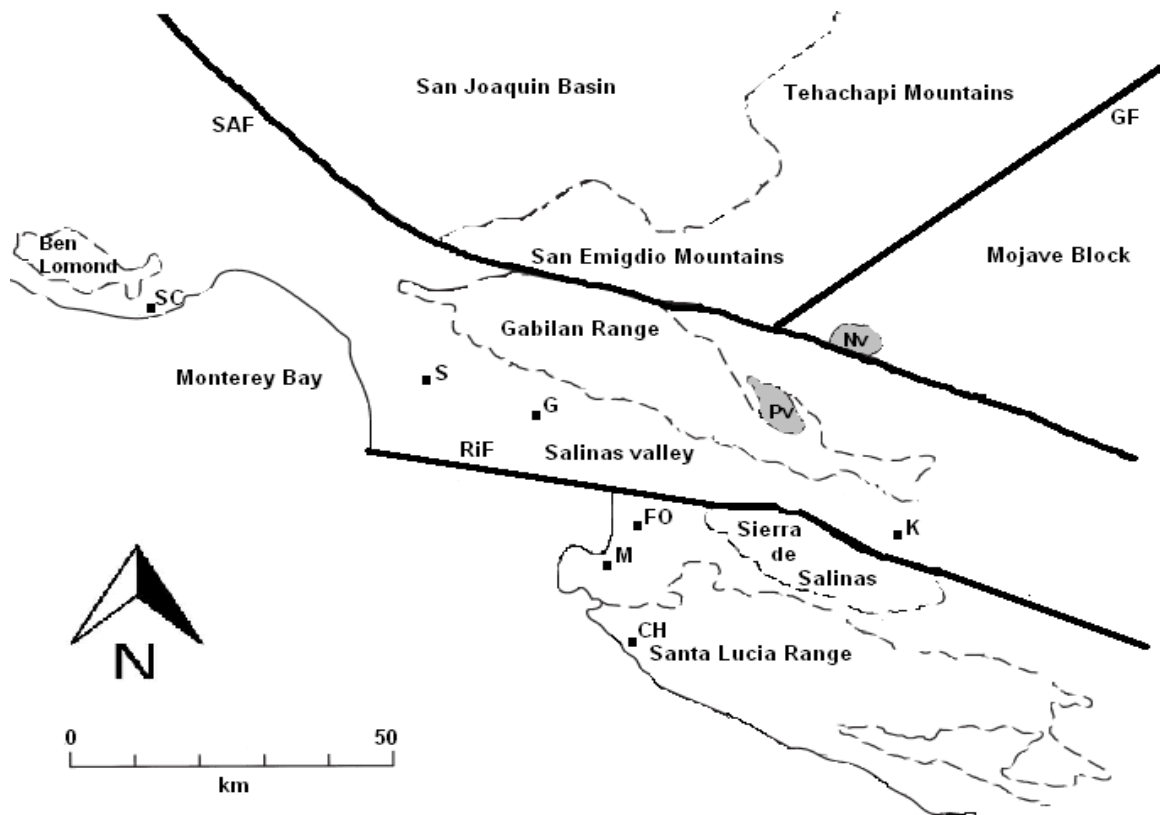 San Joaquin Basin
Tehachapi Mountains
SAF
GF
Ben
Lomond
San Emigdio Mountains
Mojave Block
SC
Gabilan Range
Nv
Monterey Bay
S
G
Pv
RiF
Salinas valley
FO
Sierra
de
Salinas
K
M
CH
Santa Lucia Range
N
0
50
km